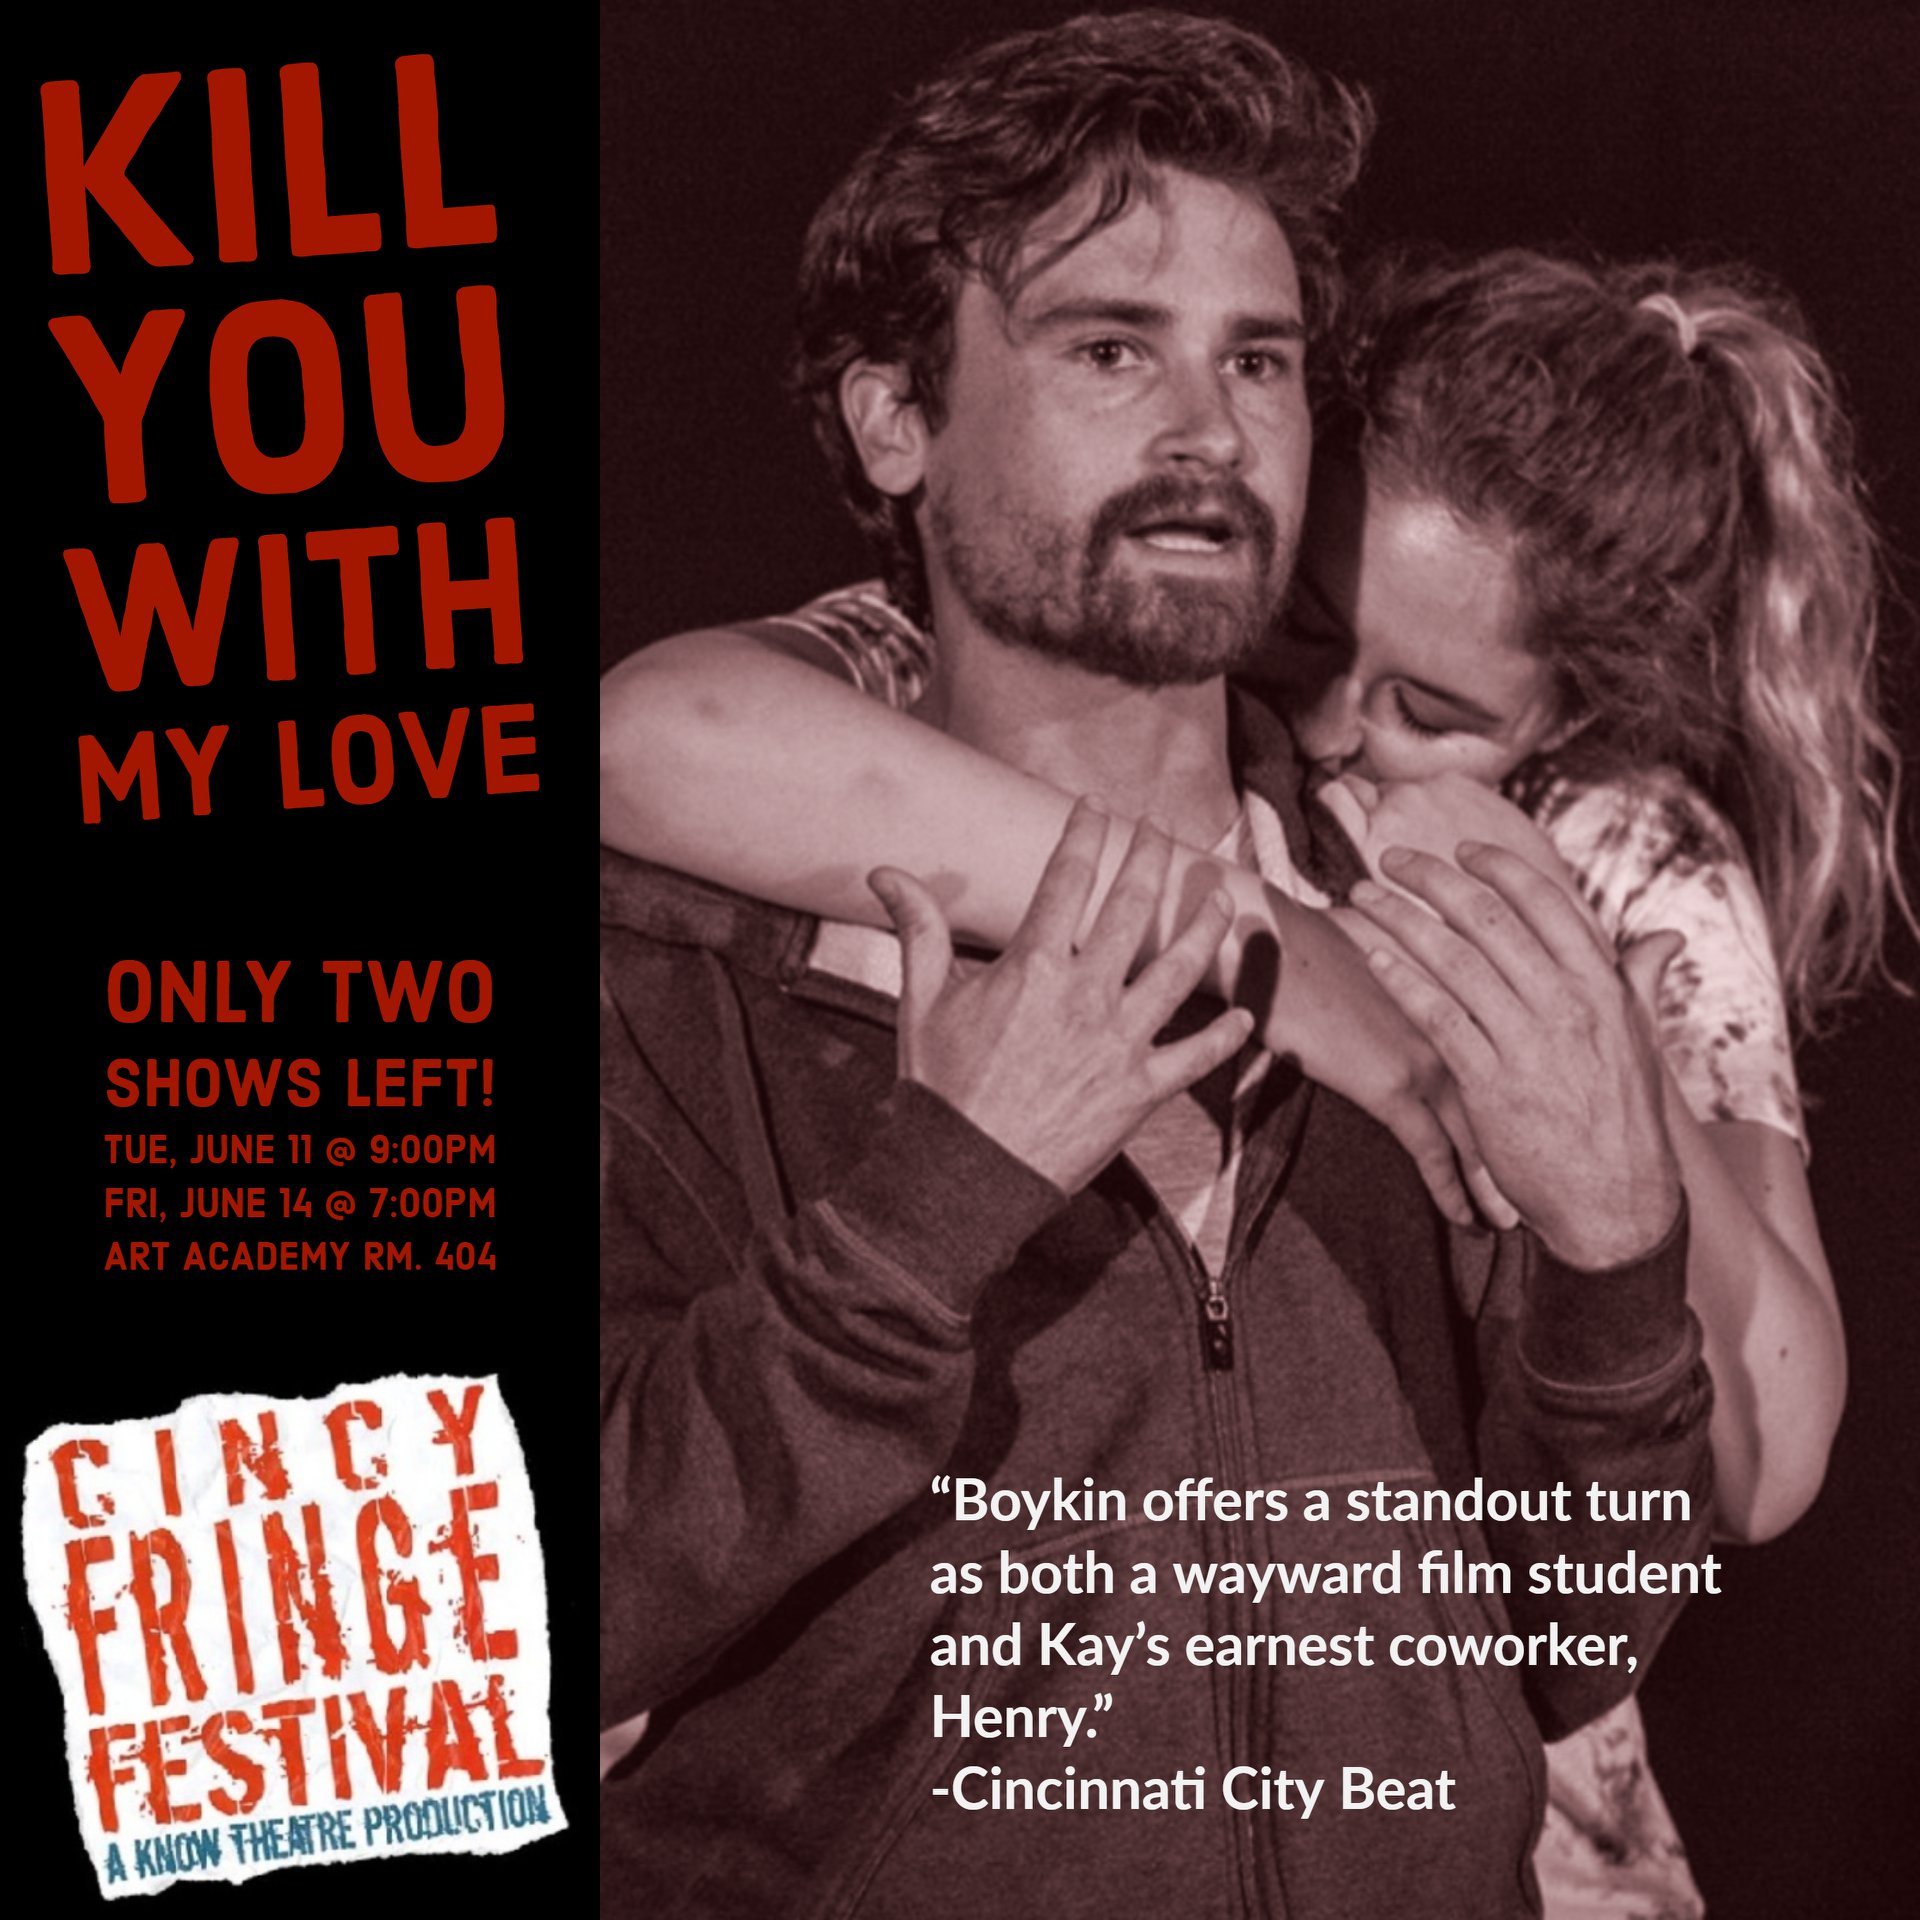 KILL
YOU
WITH
MY LOVE
ONLY TWO
SHOWS LEFT!
TUE, JUNE 11 @ 9:00PM
FRI, JUNE 14 @ 7:00PM
ART ACADEMY RM. 404
CINCY
FRINGE
FESTIVAL
A KNOW THEATRE PRODUCTION
“Boykin offers a standout turn
as both a wayward film student
and Kay’s earnest coworker,
Henry.”
-Cincinnati City Beat